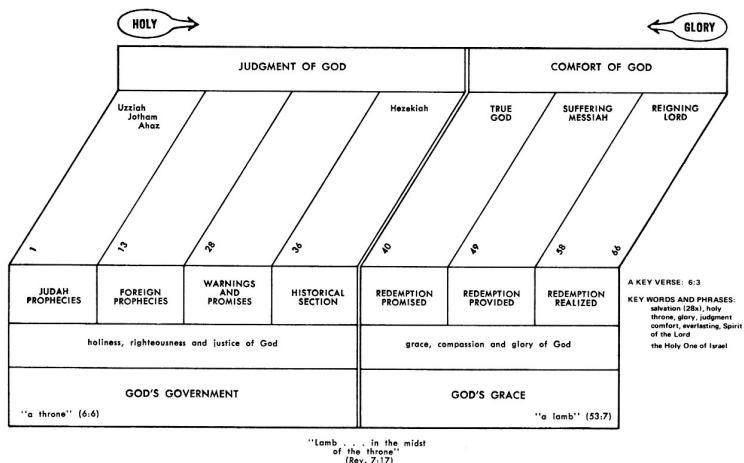 HOLY
GLORY
JUDGMENT OF GOD
COMFORT OF GOD
Uzziah
Jotham
Ahaz
Hezekiah
TRUE
GOD
SUFFERING
MESSIAH
REIGNING
LORD
1
13
28
36
40
49
58
66
JUDAH
PROPHECIES
FOREIGN
PROPHECIES
WARNINGS
AND
PROMISES
HISTORICAL
SECTION
REDEMPTION
PROMISED
REDEMPTION
PROVIDED
REDEMPTION
REALIZED
A KEY VERSE: 6:3
KEY WORDS AND PHRASES:
salvation (28x), holy
throne, glory, judgment
comfort, everlasting, Spirit
of the Lord
the Holy One of Israel
holiness, righteousness and justice of God
grace, compassion and glory of God
GOD'S GOVERNMENT
GOD'S GRACE
"a throne" (6:6)
"a lamb" (53:7)
"Lamb . . . in the midst
of the throne"
(Rev. 7:17)